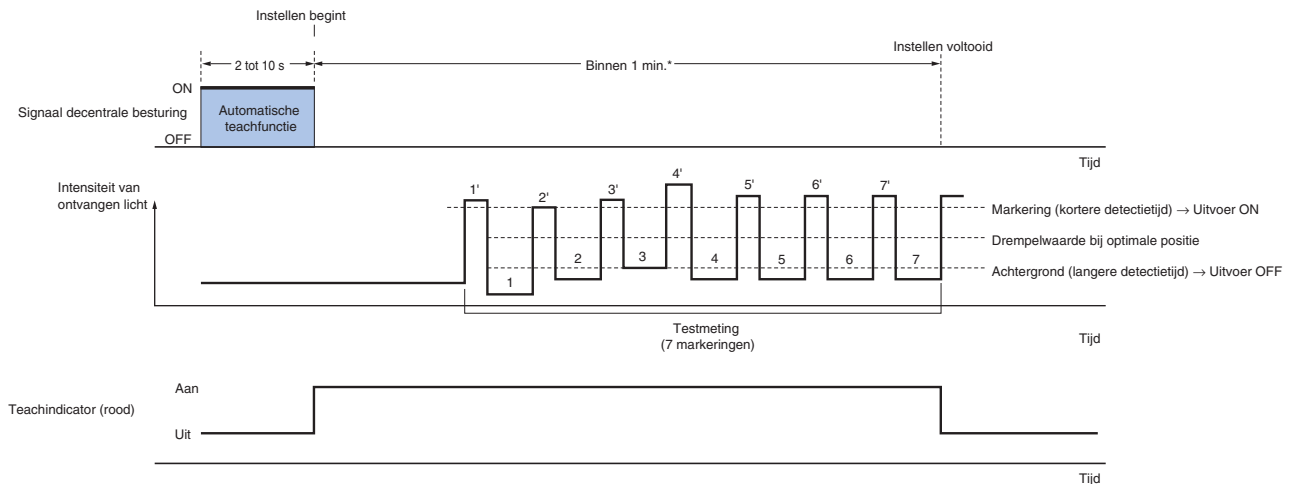 Instellen begint
Instellen voltooid
2 tot 10 s
Binnen 1 min.*
ON
Signaal decentrale besturing
Automatische
teachfunctie
OFF
Tijd
Intensiteit van
ontvangen licht
1'
2'
3'
4'
5'
6'
7'
Markering (kortere detectietijd) → Uitvoer ON
Drempelwaarde bij optimale positie
1
2
3
4
5
6
7
Achtergrond (langere detectietijd) → Uitvoer OFF
Testmeting
(7 markeringen)
Tijd
Aan
Teachindicator (rood)
Uit
Tijd